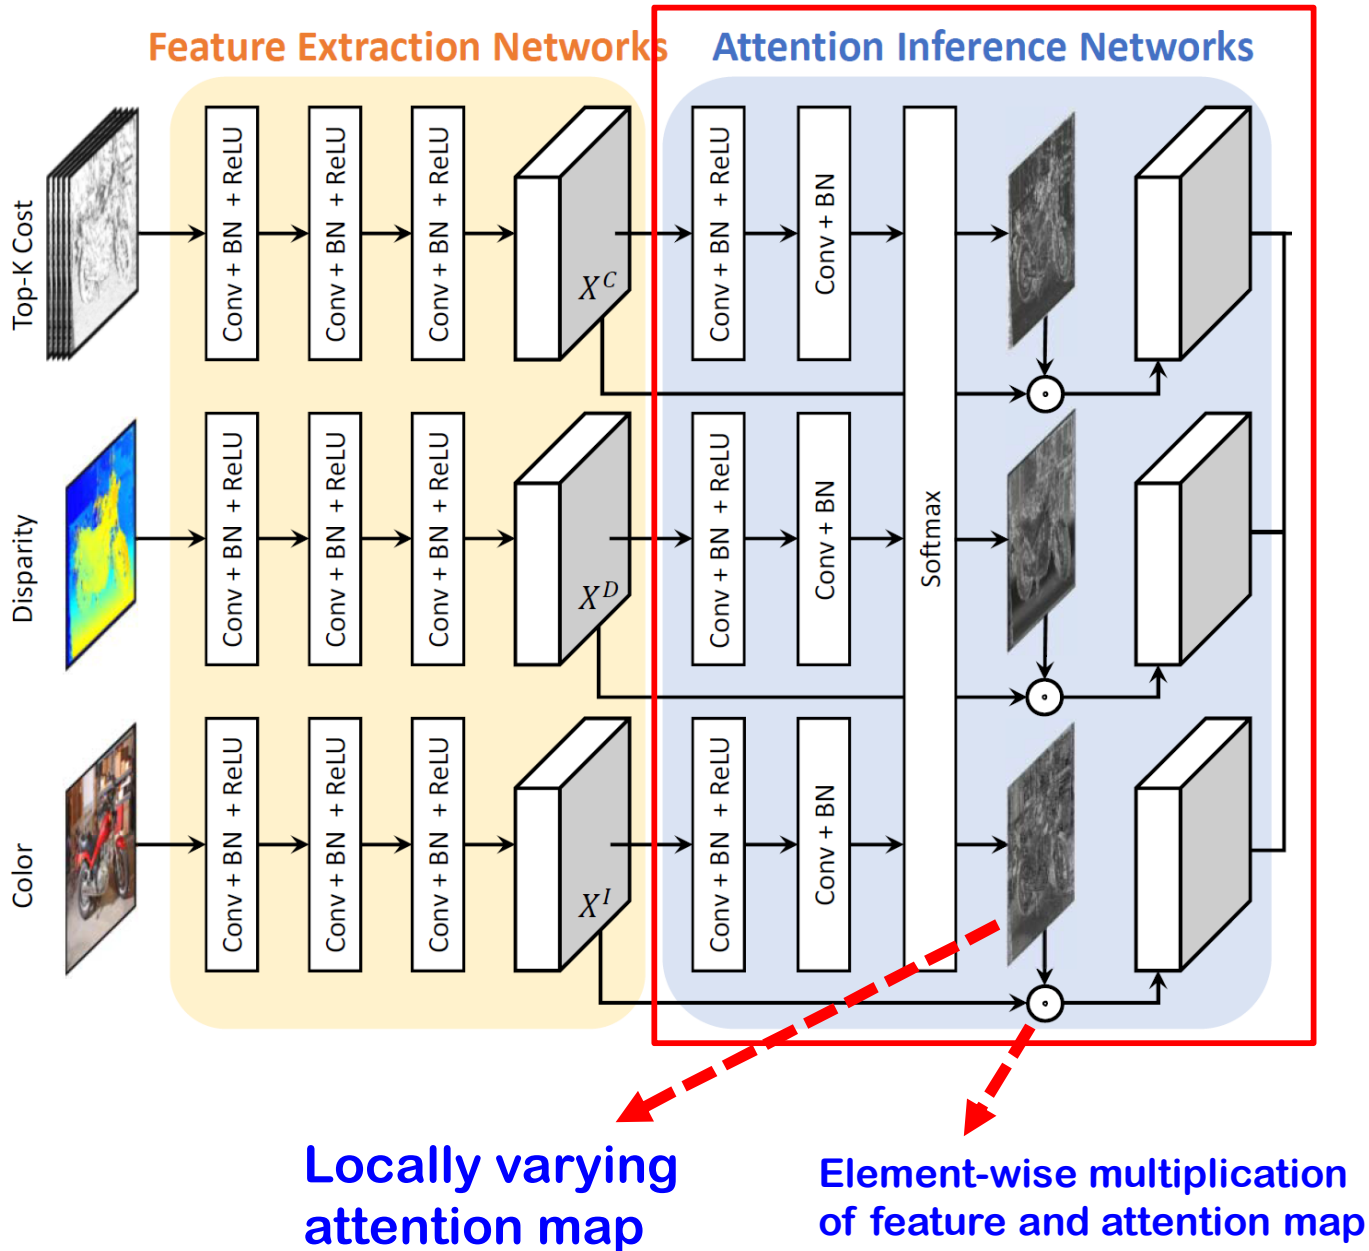 Feature Extraction Networks
Attention Inference Networks
Top-K Cost
Conv + BN + ReLU
Conv + BN + ReLU
Conv + BN + ReLU
X^C
Conv + BN + ReLU
Conv + BN
Disparity
Conv + BN + ReLU
Conv + BN + ReLU
Conv + BN + ReLU
X^D
Conv + BN + ReLU
Conv + BN
Softmax
Color
Conv + BN + ReLU
Conv + BN + ReLU
Conv + BN + ReLU
X^I
Conv + BN + ReLU
Conv + BN
Locally varying
attention map
Element-wise multiplication
of feature and attention map